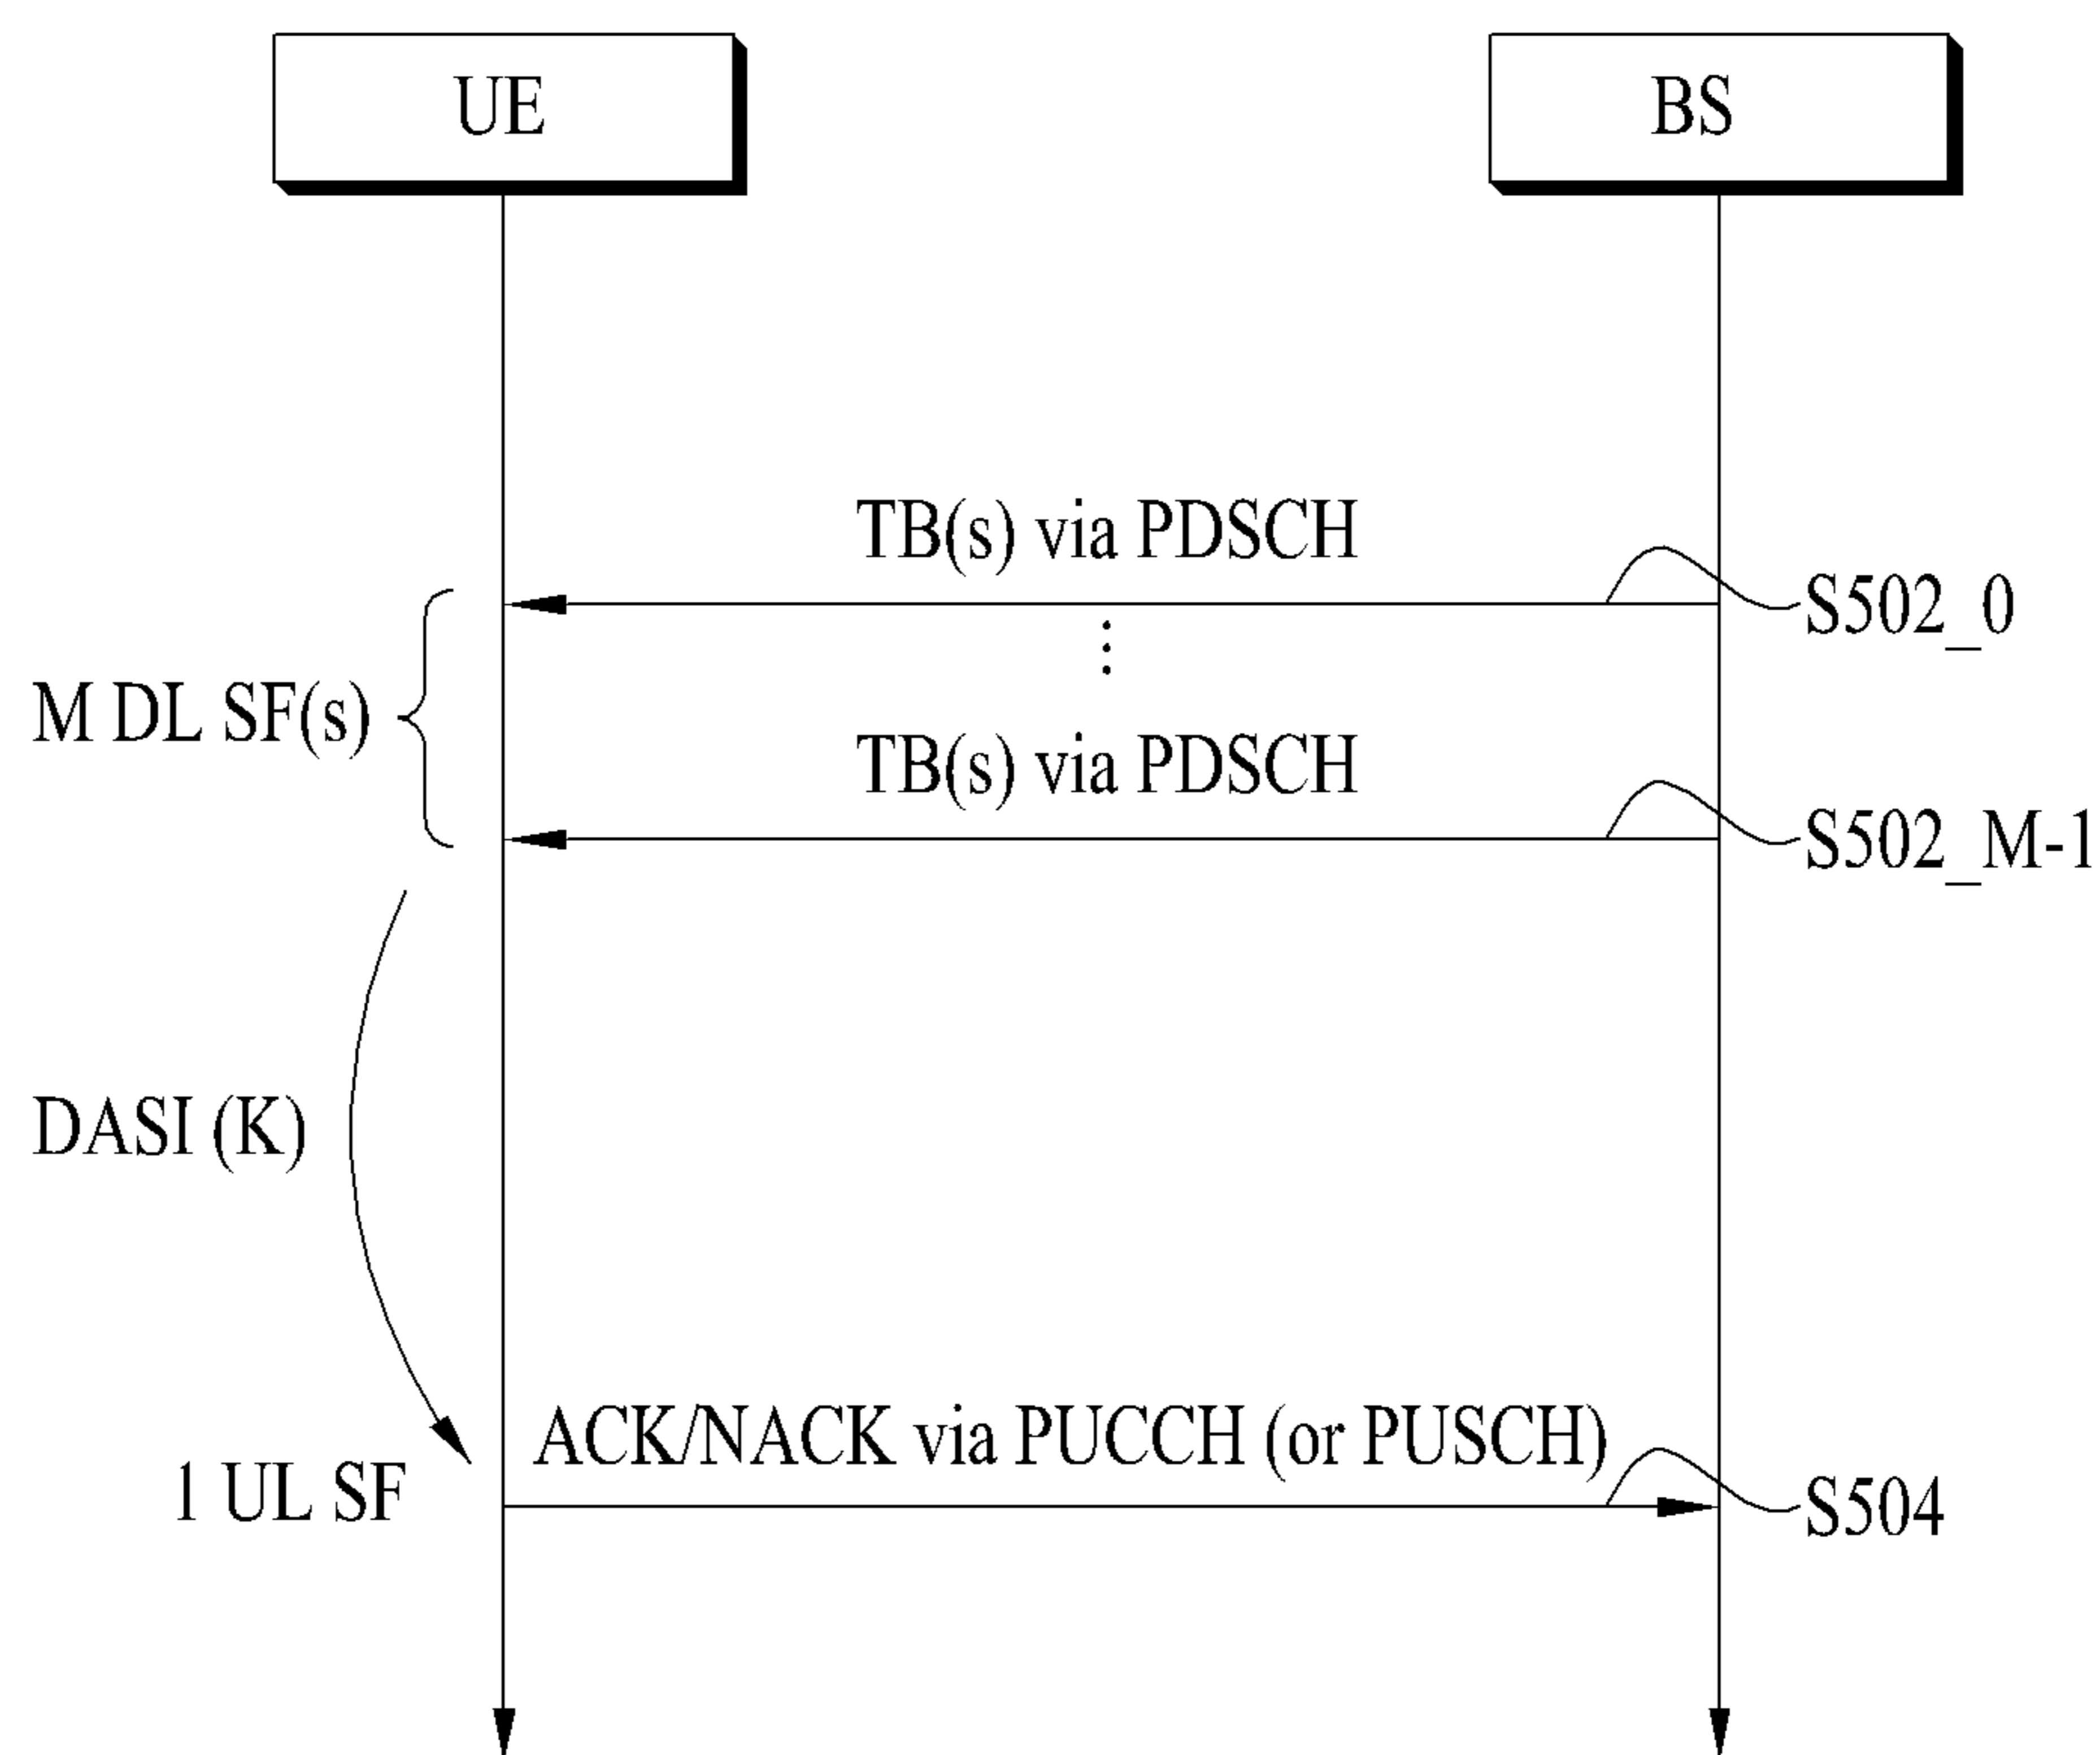 UE
BS
TB(s) via PDSCH
S502_0
M DL SF(s)
TB(s) via PDSCH
S502_M-1
DASI (K)
ACK/NACK via PUCCH (or PUSCH)
1 UL SF
S504